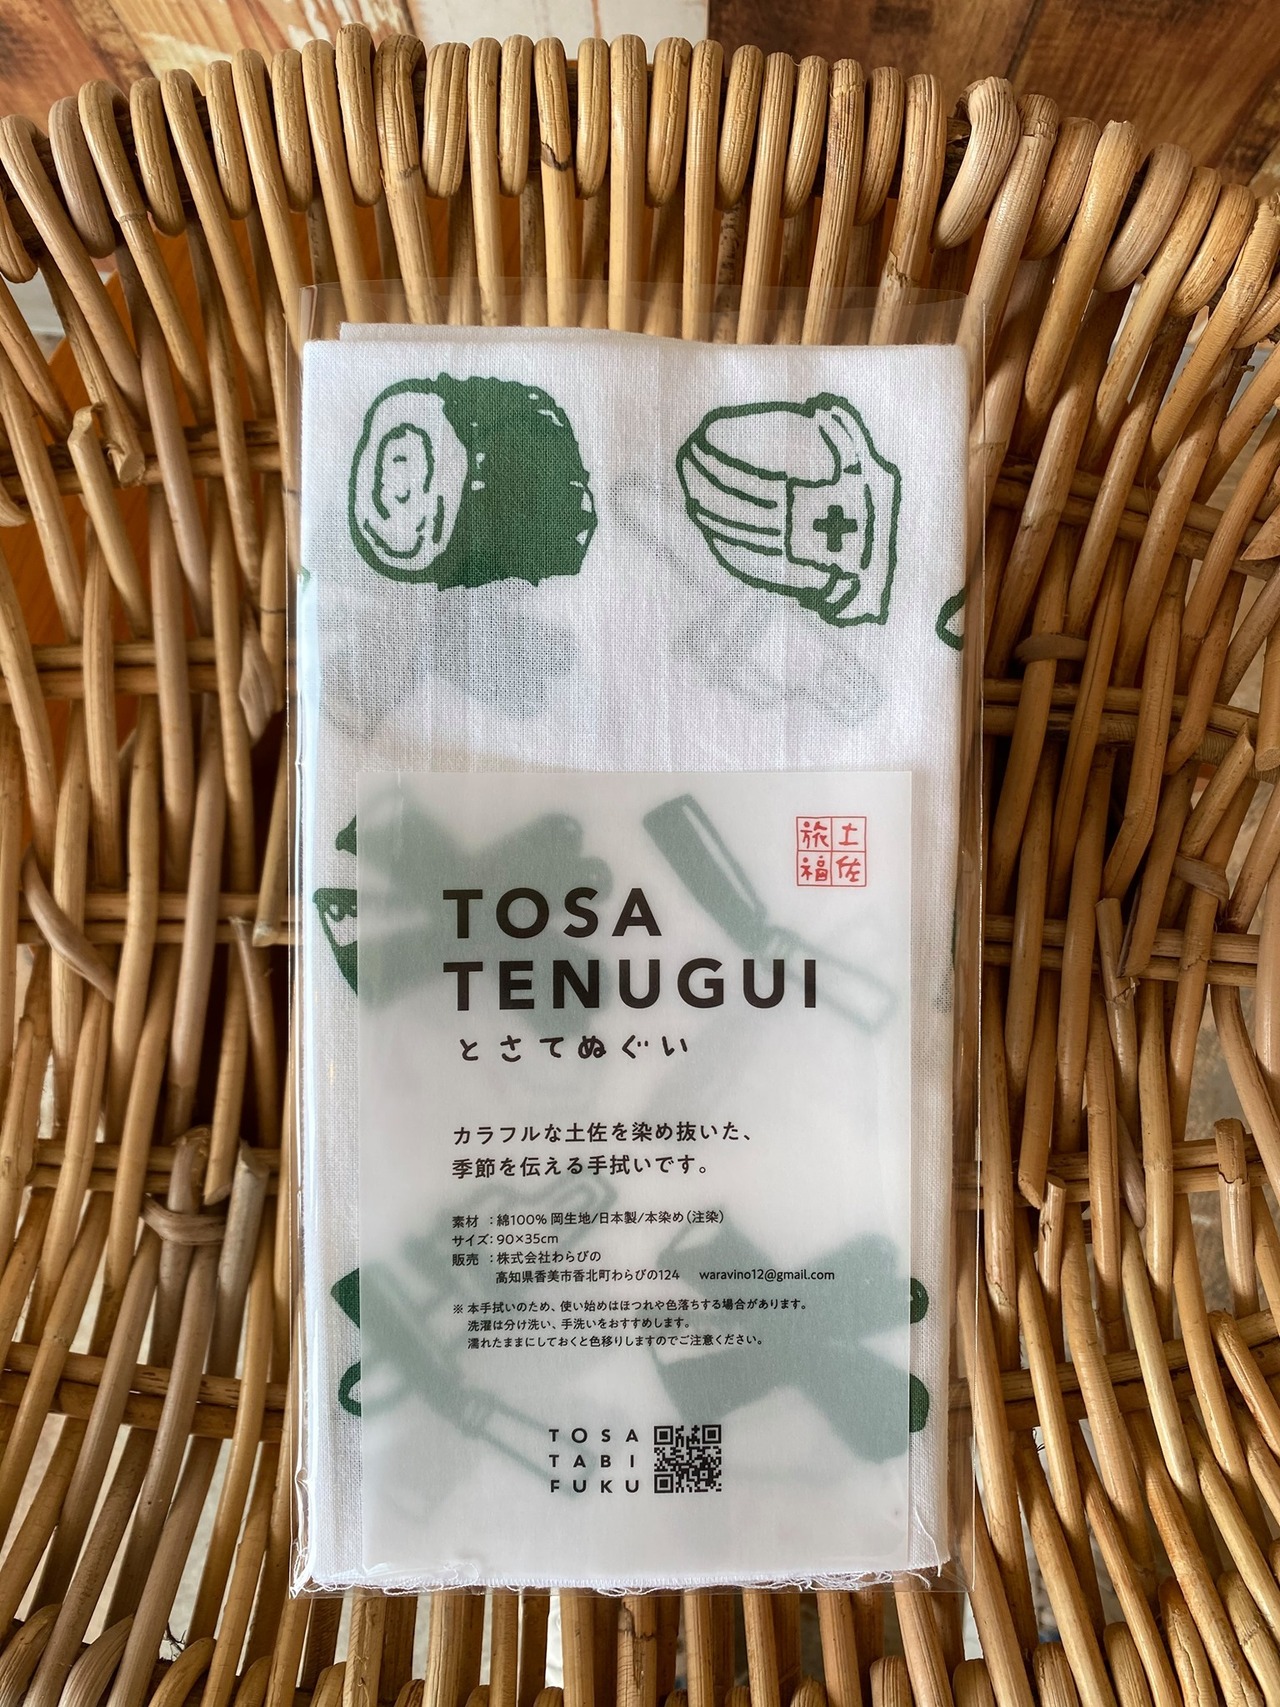 土佐
旅福
TOSA
TENUGUI
とさてぬぐい
カラフルな土佐を染め抜いた、
季節を伝える手拭いです。
素材 ：綿100% 岡生地/日本製/本染め(注染)
サイズ：90×35cm
販売 ：株式会社わらびの
高知県香美市香北町わらびの124 waravino12@gmail.com
※ 本手拭いのため、使い始めはほつれや色落ちする場合があります。
洗濯は分け洗い、手洗いをおすすめします。
濡れたままにしておくと色移りしますのでご注意ください。
TOSA
TABI
FUKU